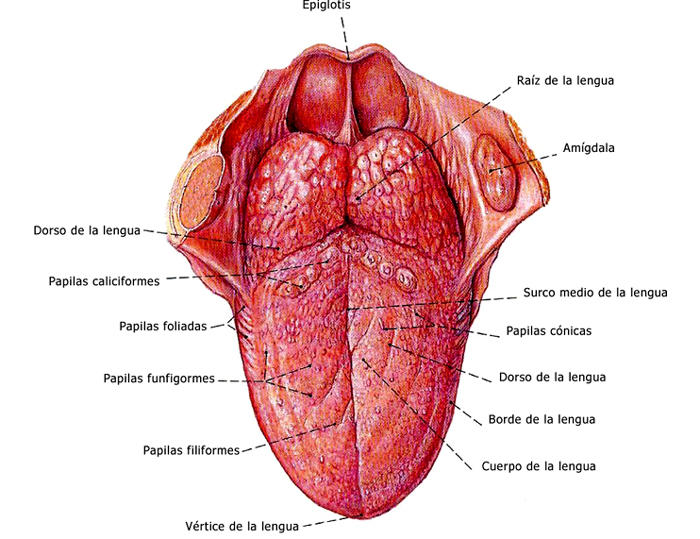 Epiglotis
Raíz de la lengua
Amígdala
Dorso de la lengua
Papilas caliciformes
Surco medio de la lengua
Papilas foliadas
Papilas cónicas
Papilas funfigormes
Dorso de la lengua
Borde de la lengua
Papilas filiformes
Cuerpo de la lengua
Vértice de la lengua